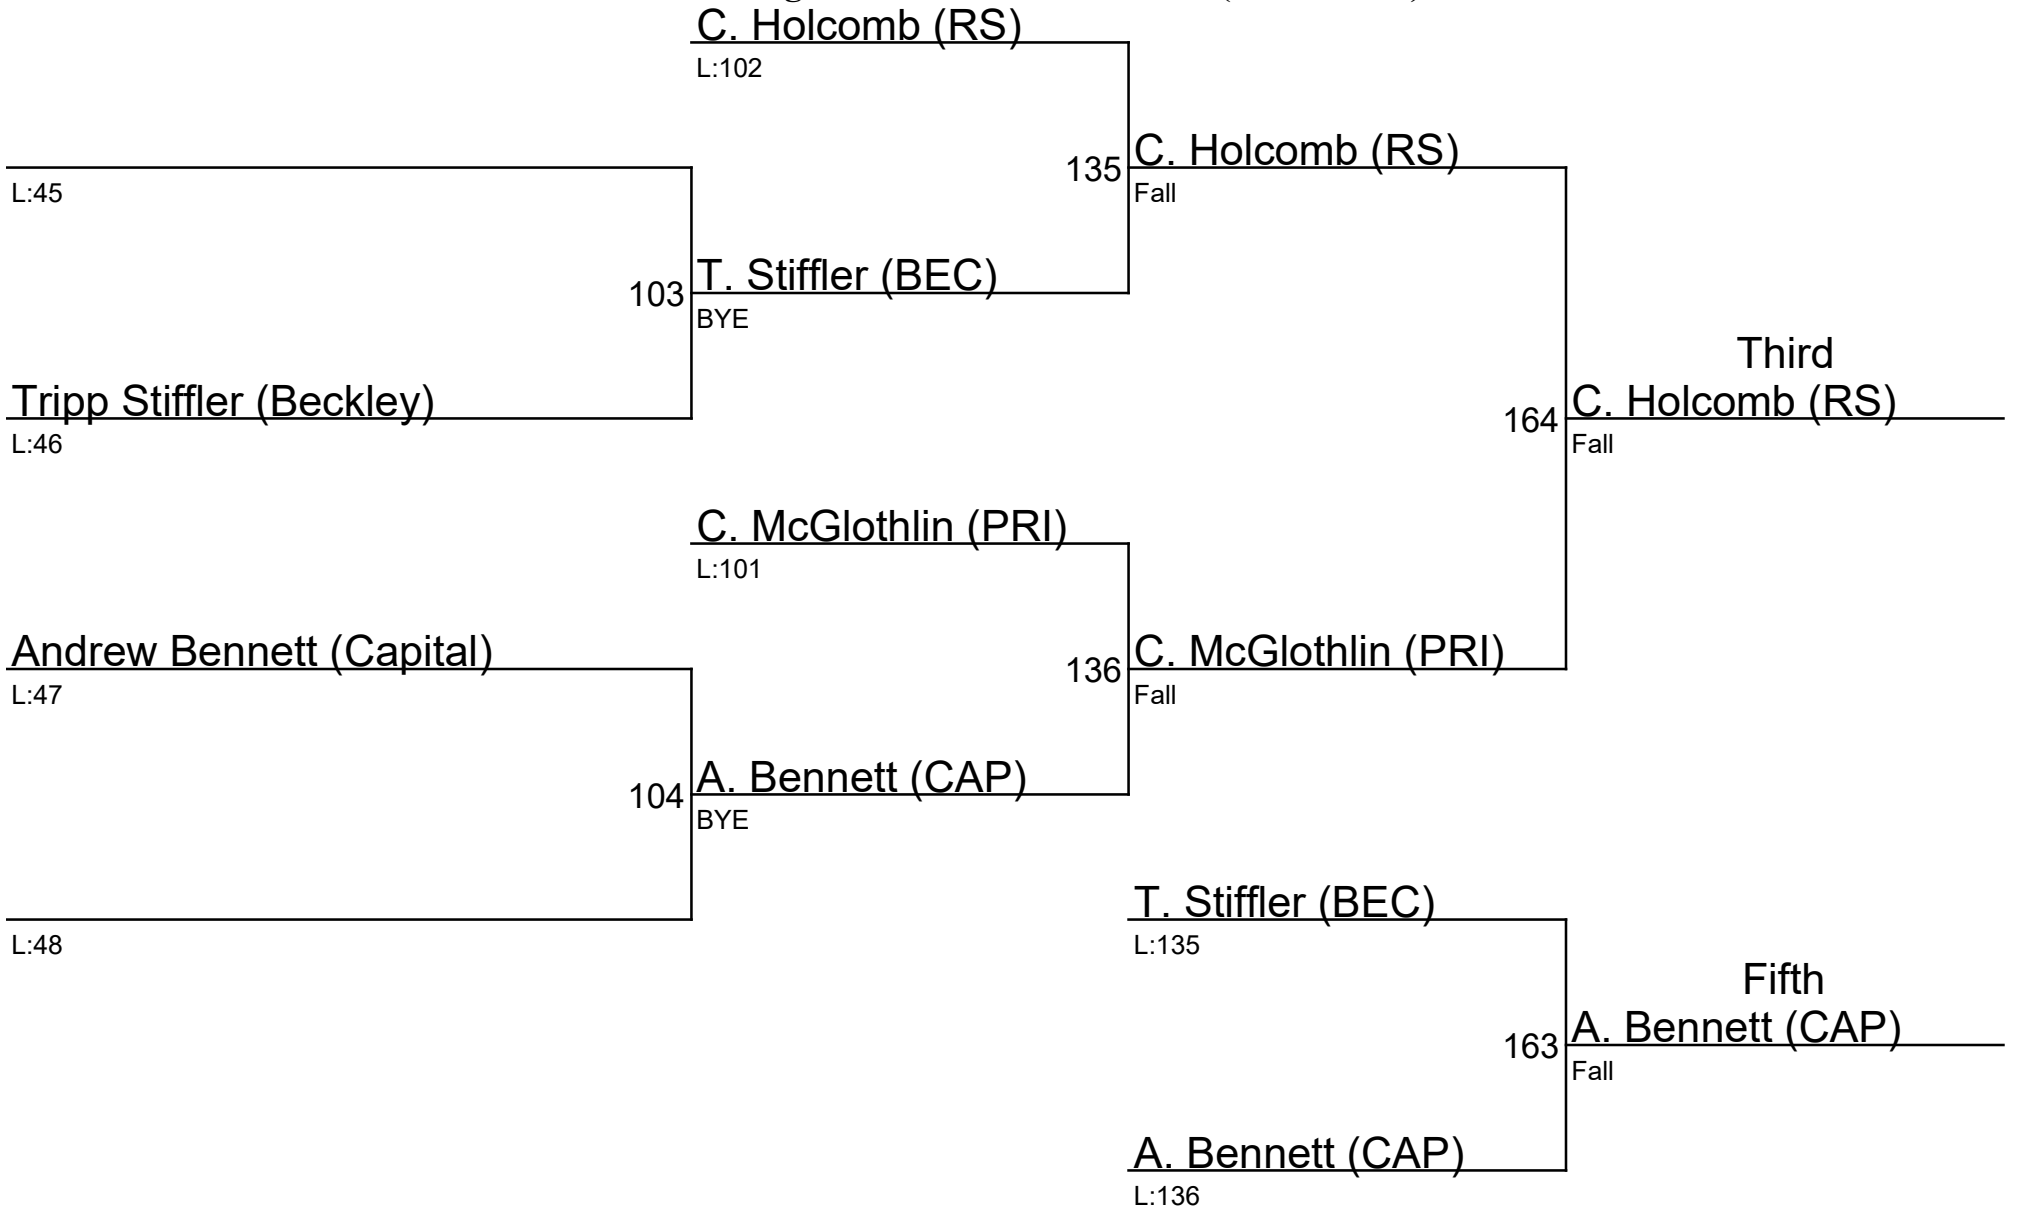 C. Holcomb (RS)
L:102
135
C. Holcomb (RS)
Fall
L:45
103
T. Stiffler (BEC)
BYE
Tripp Stiffler (Beckley)
L:46
Third
164
C. Holcomb (RS)
Fall
C. McGlothlin (PRI)
L:101
Andrew Bennett (Capital)
L:47
136
C. McGlothlin (PRI)
Fall
104
A. Bennett (CAP)
BYE
L:48
T. Stiffler (BEC)
L:135
Fifth
163
A. Bennett (CAP)
Fall
A. Bennett (CAP)
L:136